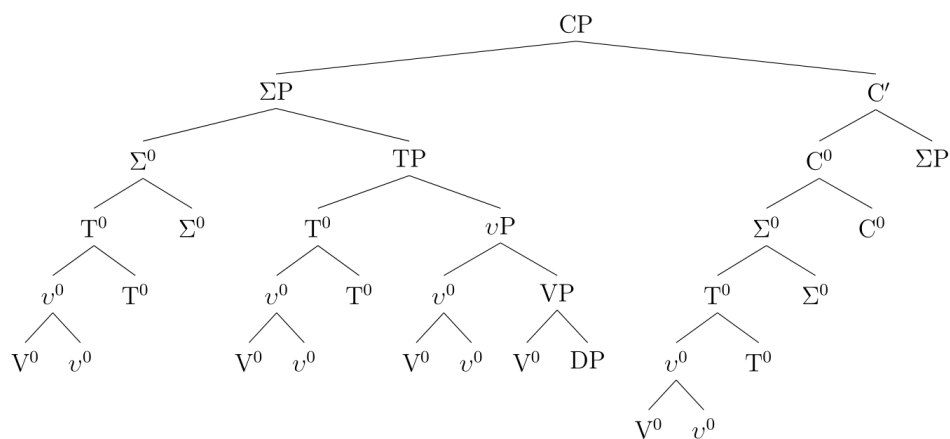 CP
ΣP C′
Σ⁰ TP C⁰ ΣP
T⁰ Σ⁰ T⁰ υP Σ⁰ C⁰
υ⁰ T⁰ υ⁰ T⁰ υ⁰ VP T⁰ Σ⁰
V⁰ υ⁰ V⁰ υ⁰ V⁰ υ⁰ V⁰ DP υ⁰ T⁰
V⁰ υ⁰